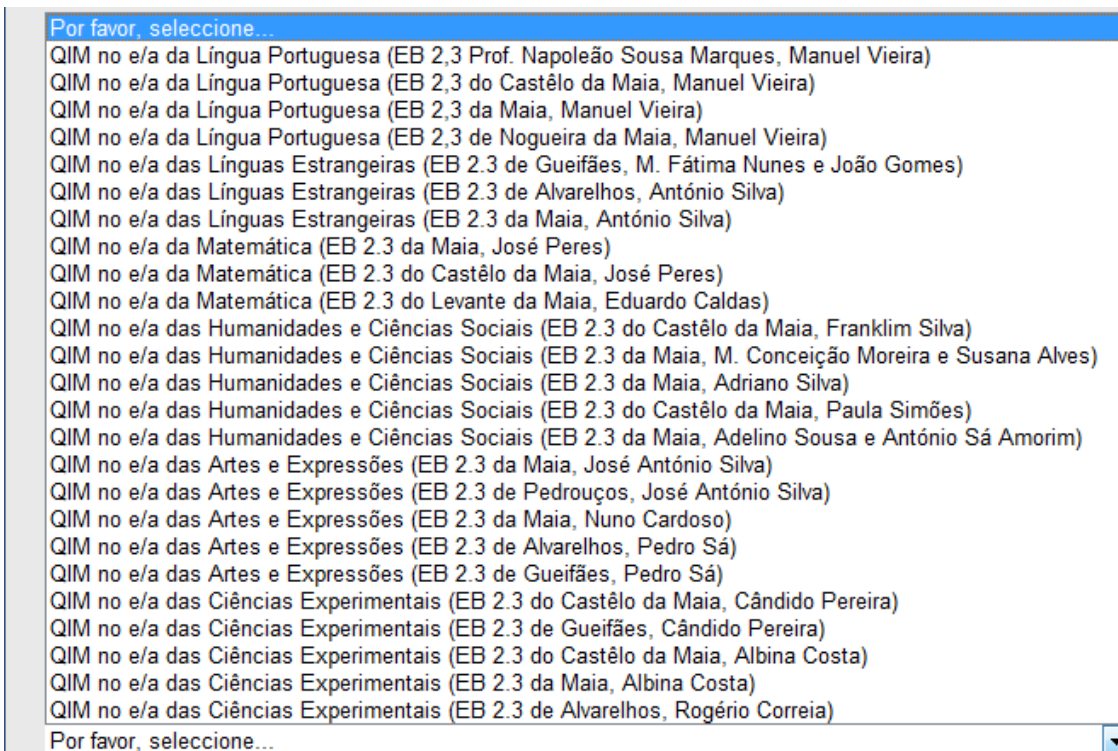 Por favor, seleccione...
QIM no e/a da Língua Portuguesa (EB 2,3 Prof. Napoleão Sousa Marques, Manuel Vieira)
QIM no e/a da Língua Portuguesa (EB 2,3 do Castêlo da Maia, Manuel Vieira)
QIM no e/a da Língua Portuguesa (EB 2,3 da Maia, Manuel Vieira)
QIM no e/a da Língua Portuguesa (EB 2,3 de Nogueira da Maia, Manuel Vieira)
QIM no e/a das Línguas Estrangeiras (EB 2.3 de Gueifães, M. Fátima Nunes e João Gomes)
QIM no e/a das Línguas Estrangeiras (EB 2.3 de Alvarelhos, António Silva)
QIM no e/a das Línguas Estrangeiras (EB 2.3 da Maia, António Silva)
QIM no e/a da Matemática (EB 2.3 da Maia, José Peres)
QIM no e/a da Matemática (EB 2.3 do Castêlo da Maia, José Peres)
QIM no e/a da Matemática (EB 2.3 do Levante da Maia, Eduardo Caldas)
QIM no e/a das Humanidades e Ciências Sociais (EB 2.3 do Castêlo da Maia, Franklim Silva)
QIM no e/a das Humanidades e Ciências Sociais (EB 2.3 da Maia, M. Conceição Moreira e Susana Alves)
QIM no e/a das Humanidades e Ciências Sociais (EB 2.3 da Maia, Adriano Silva)
QIM no e/a das Humanidades e Ciências Sociais (EB 2.3 do Castêlo da Maia, Paula Simões)
QIM no e/a das Humanidades e Ciências Sociais (EB 2.3 da Maia, Adelino Sousa e António Sá Amorim)
QIM no e/a das Artes e Expressões (EB 2.3 da Maia, José António Silva)
QIM no e/a das Artes e Expressões (EB 2.3 de Pedrouços, José António Silva)
QIM no e/a das Artes e Expressões (EB 2.3 da Maia, Nuno Cardoso)
QIM no e/a das Artes e Expressões (EB 2.3 de Alvarelhos, Pedro Sá)
QIM no e/a das Artes e Expressões (EB 2.3 de Gueifães, Pedro Sá)
QIM no e/a das Ciências Experimentais (EB 2.3 do Castêlo da Maia, Cândido Pereira)
QIM no e/a das Ciências Experimentais (EB 2.3 de Gueifães, Cândido Pereira)
QIM no e/a das Ciências Experimentais (EB 2.3 do Castêlo da Maia, Albina Costa)
QIM no e/a das Ciências Experimentais (EB 2.3 da Maia, Albina Costa)
QIM no e/a das Ciências Experimentais (EB 2.3 de Alvarelhos, Rogério Correia)
Por favor, seleccione...